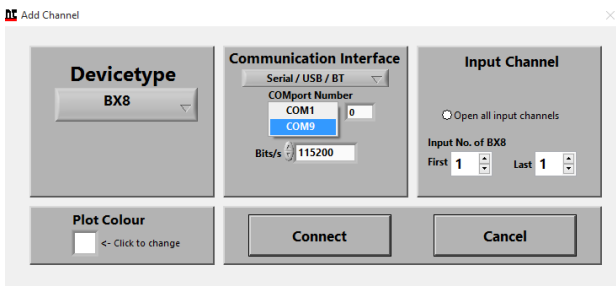 Add Channel
Devicetype
BX8
Communication Interface
Serial / USB / BT
COMport Number
COM1
0
COM9
Bits/s 115200
Input Channel
Open all input channels
Input No. of BX8
First 1 Last 1
Plot Colour
<- Click to change
Connect
Cancel